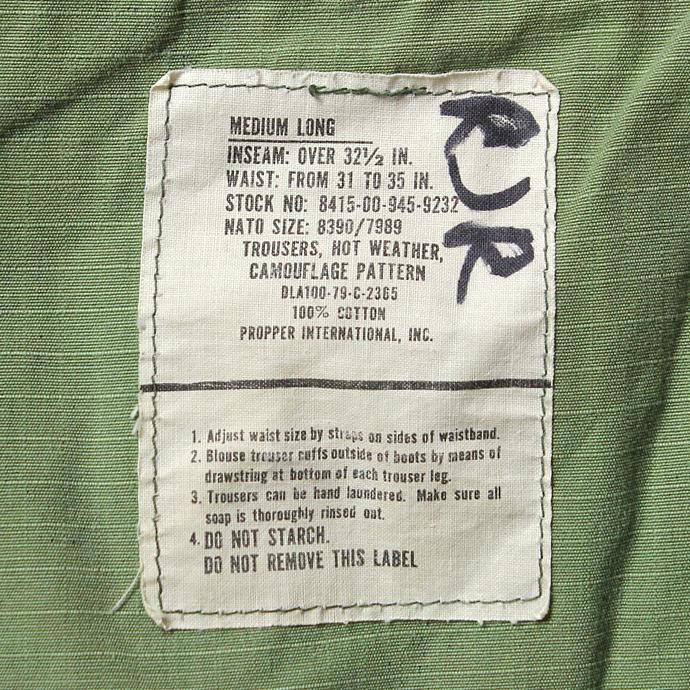 MEDIUM LONG
INSEAM: OVER 32½ IN.
WAIST: FROM 31 TO 35 IN.
STOCK NO: 8415-00-945-9232
NATO SIZE: 8390/7989
TROUSERS, HOT WEATHER,
CAMOUFLAGE PATTERN
DLA100-79-C-2365
100% COTTON
PROPPER INTERNATIONAL, INC.
RJR
1. Adjust waist size by straps on sides of waistband.
2. Blouse trouser cuffs outside of boots by means of
drawstring at bottom of each trouser leg.
3. Trousers can be hand laundered. Make sure all
soap is thoroughly rinsed out.
4. DO NOT STARCH.
DO NOT REMOVE THIS LABEL